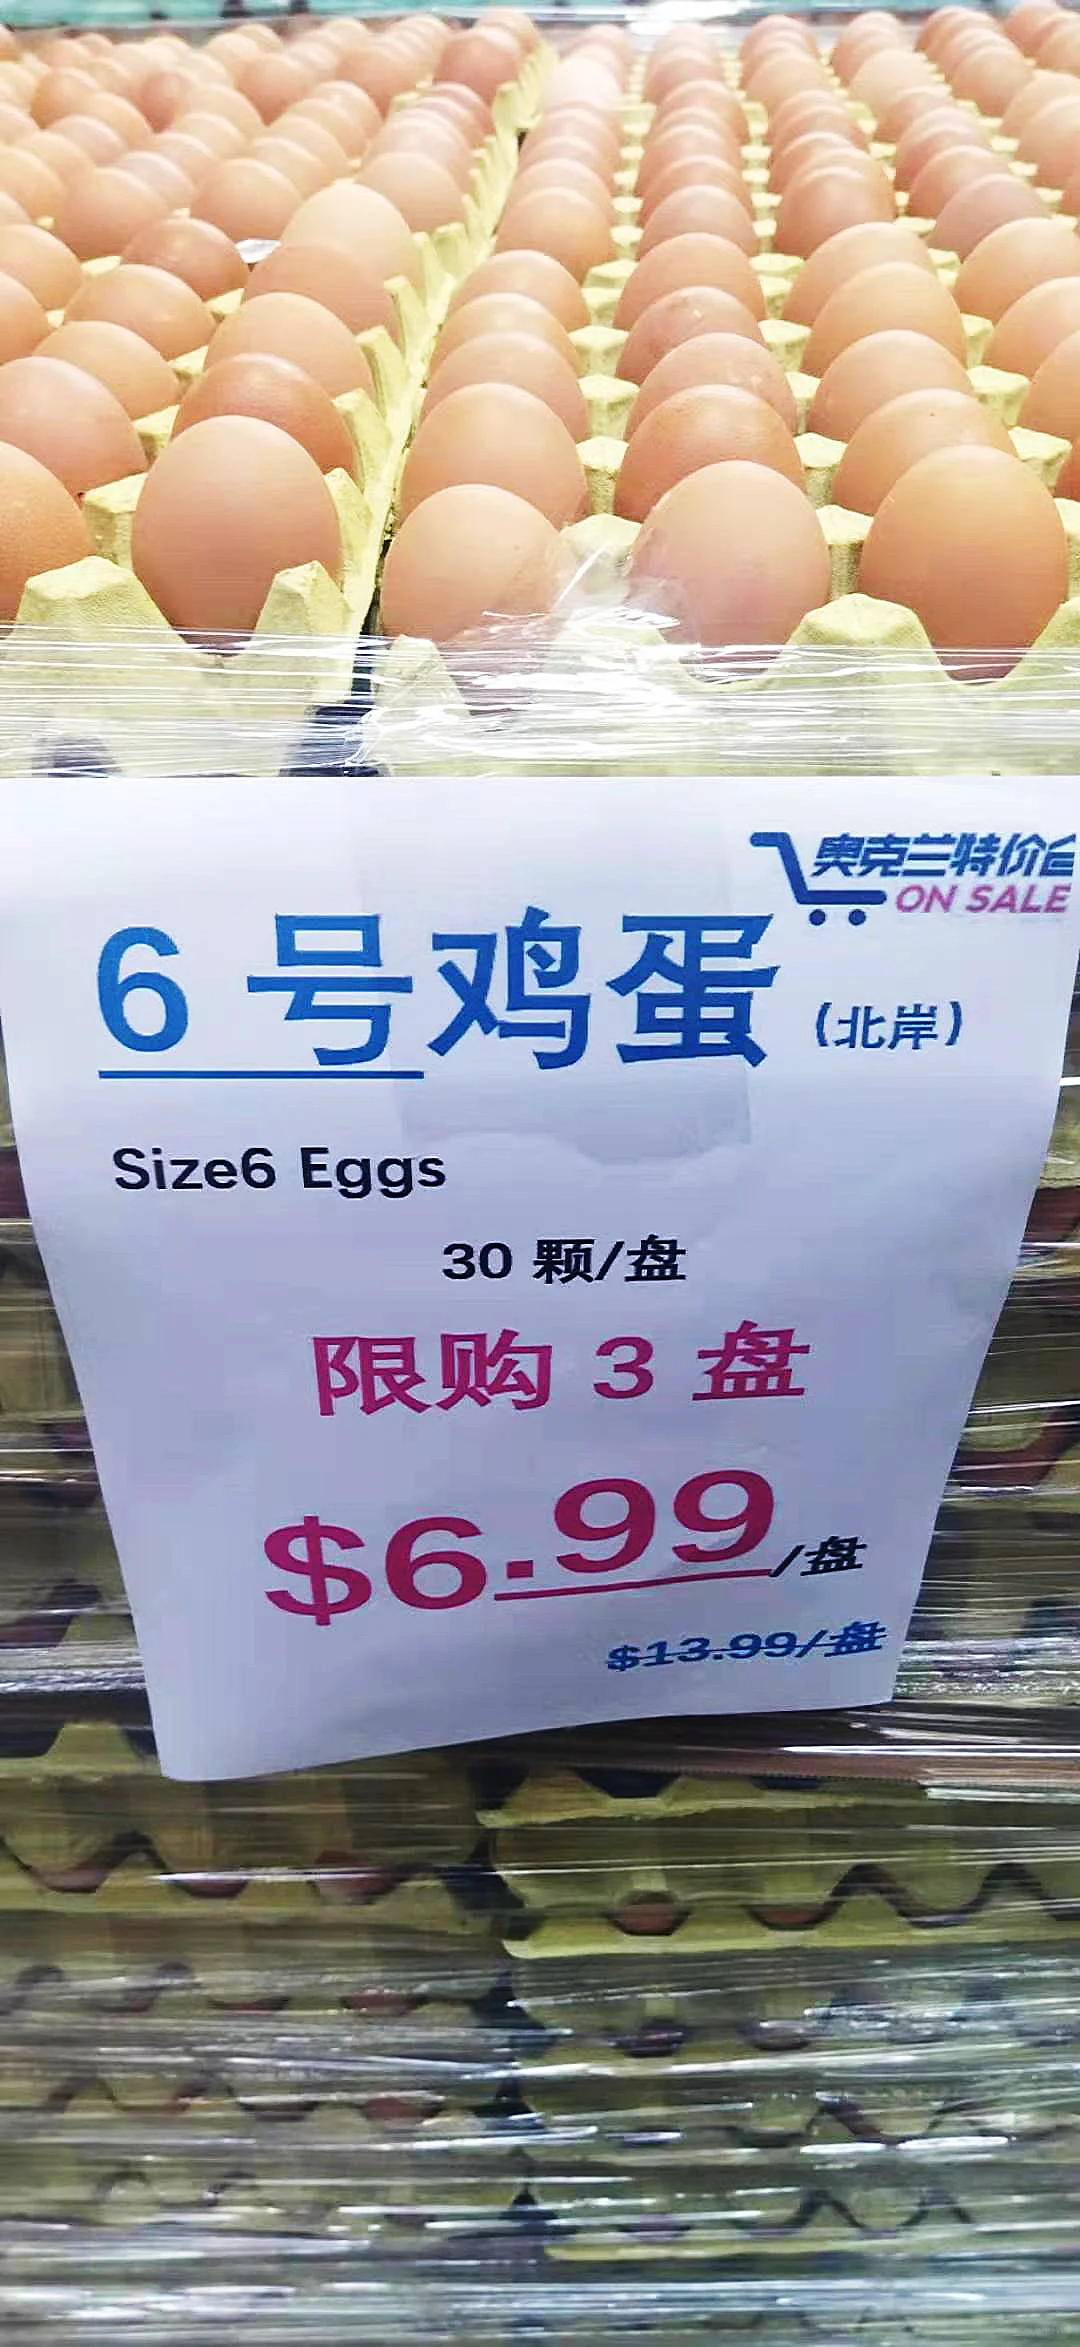 奥克兰特价
ON SALE
6 号鸡蛋 (北岸)
Size6 Eggs
30 颗/盘
限购 3 盘
$6.99/盘
$13.99/盘